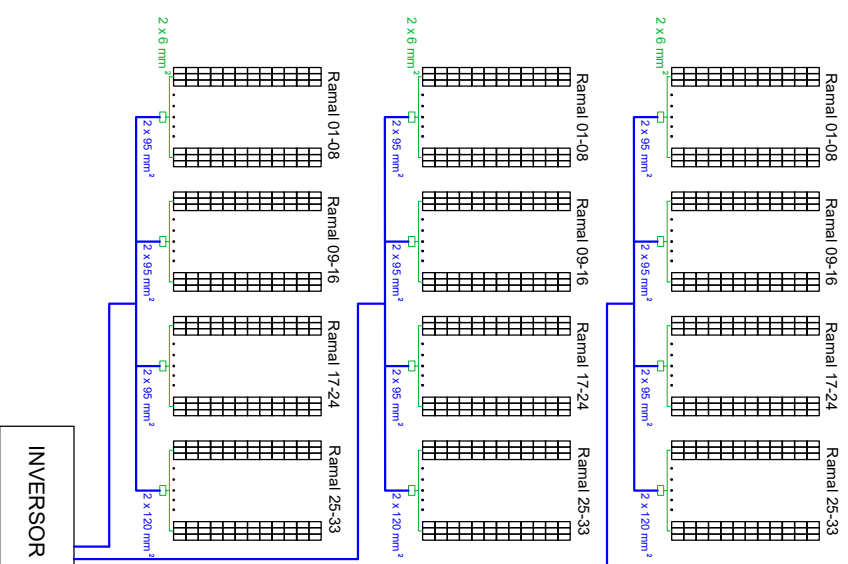 2 x 6 mm²
Ramal 01-08
2 x 95 mm²
Ramal 09-16
2 x 95 mm²
Ramal 17-24
2 x 95 mm²
Ramal 25-33
2 x 120 mm²
2 x 6 mm²
Ramal 01-08
2 x 95 mm²
Ramal 09-16
2 x 95 mm²
Ramal 17-24
2 x 95 mm²
Ramal 25-33
2 x 120 mm²
2 x 6 mm²
Ramal 01-08
2 x 95 mm²
Ramal 09-16
2 x 95 mm²
Ramal 17-24
2 x 95 mm²
Ramal 25-33
2 x 120 mm²
INVERSOR